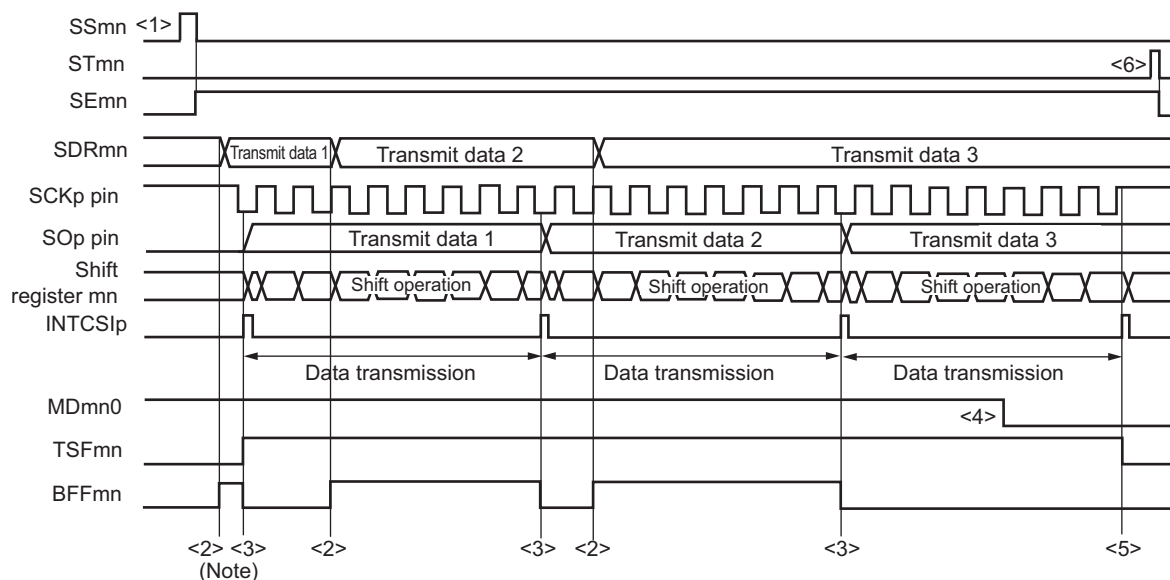 SSmn <1>
STmn <6>
SEmn
SDRmn Transmit data 1 Transmit data 2 Transmit data 3
SCKp pin
SOp pin Transmit data 1 Transmit data 2 Transmit data 3
Shift
register mn Shift operation Shift operation Shift operation
INTCSIp
Data transmission Data transmission Data transmission
MDmn0 <4>
TSFmn
BFFmn
<2> <3> <2> <3> <2> <3> <5>
(Note)